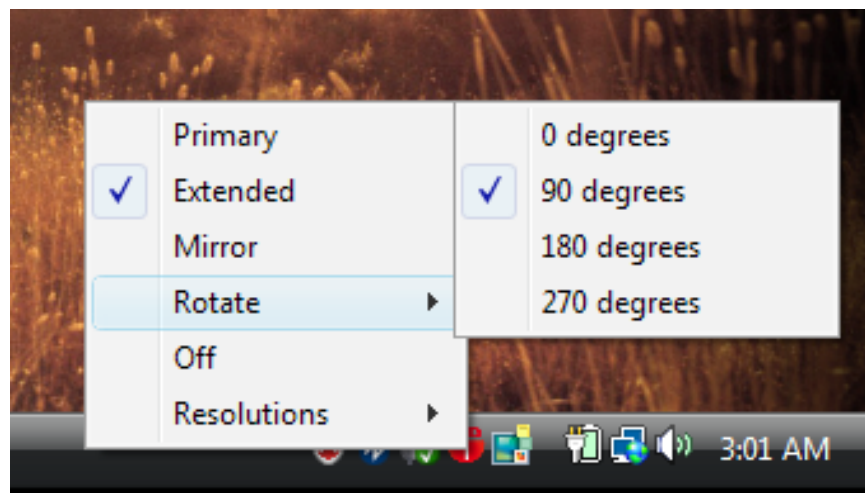 Primary
Extended
Mirror
Rotate
Off
Resolutions
0 degrees
90 degrees
180 degrees
270 degrees
3:01 AM